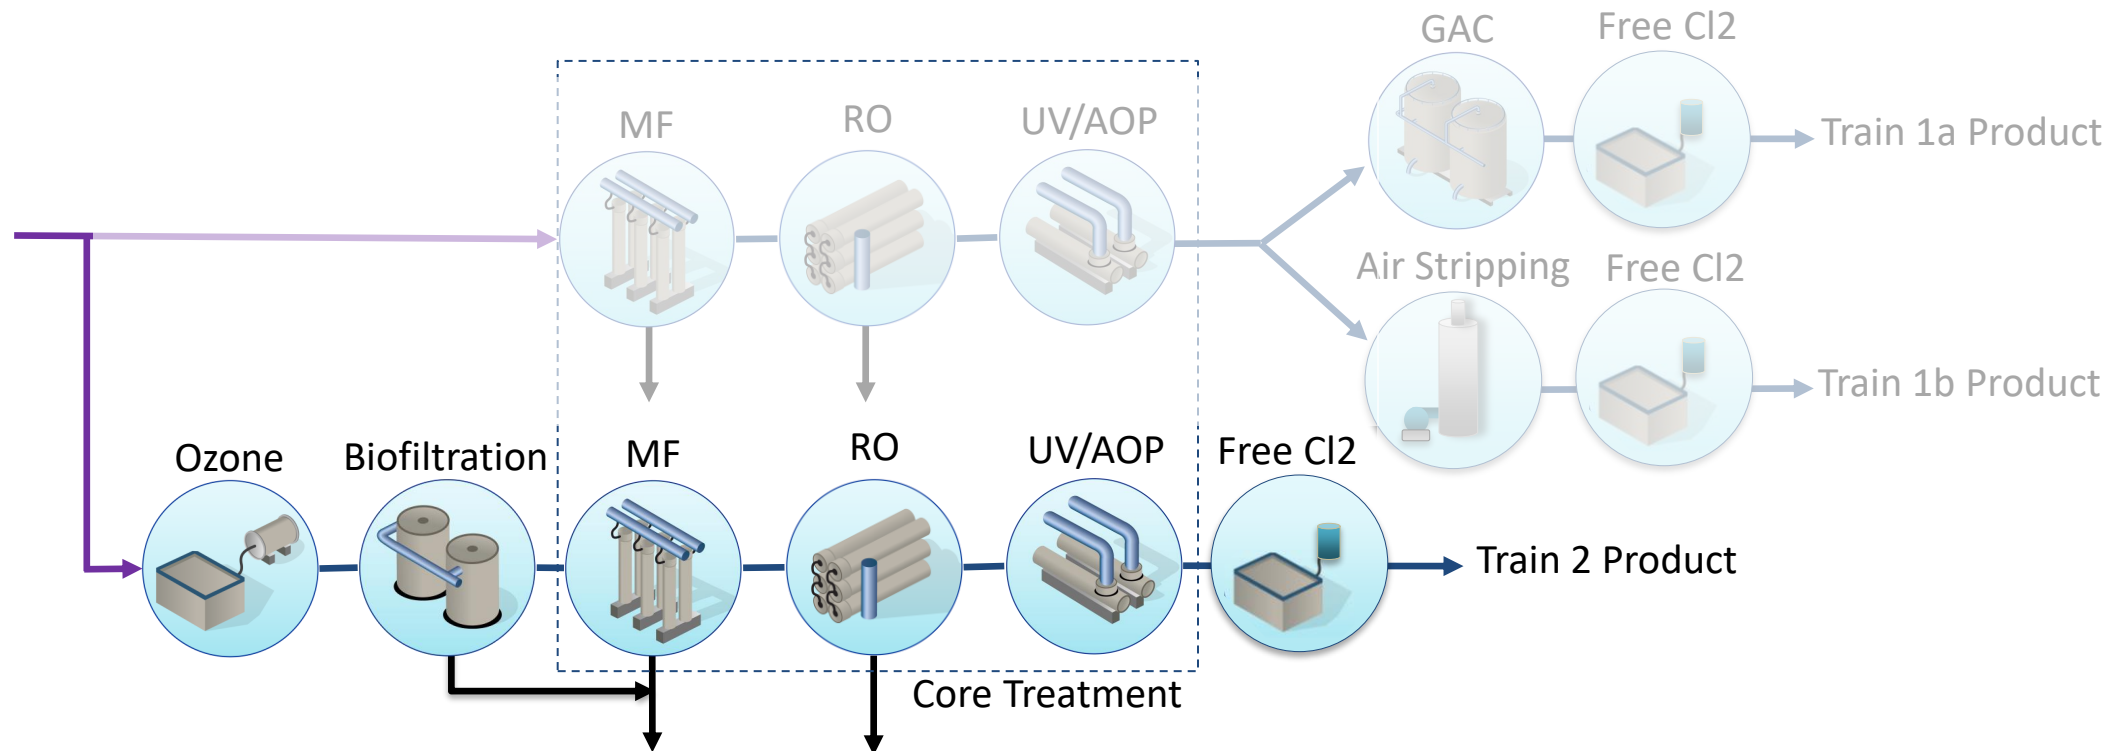 GAC
Free Cl2
MF
RO
UV/AOP
Train 1a Product
Air Stripping
Free Cl2
Train 1b Product
Ozone
Biofiltration
MF
RO
UV/AOP
Free Cl2
Train 2 Product
Core Treatment